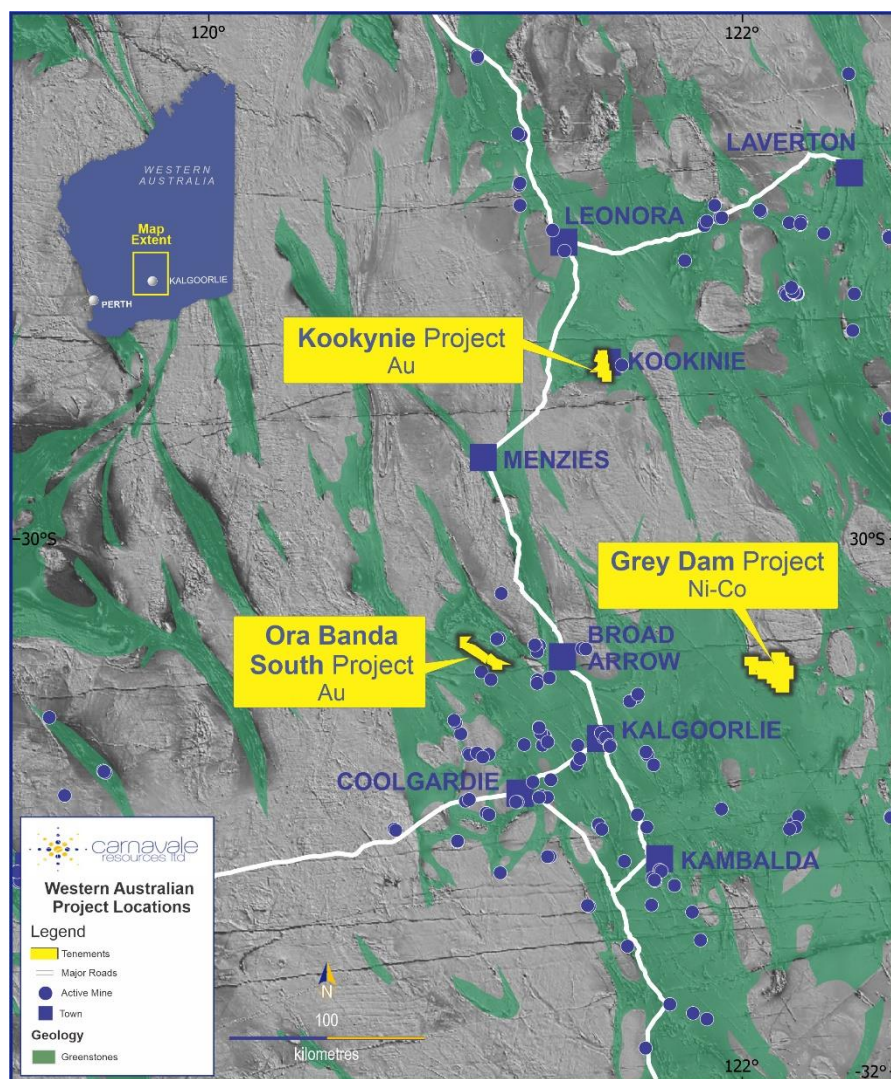 120°
122°
WESTERN
AUSTRALIA
Map
Extent
KALGOORLIE
PERTH
LAVERTON
LEONORA
Kookynie Project
Au
KOOKINIE
MENZIES
30°S
30°S
Grey Dam Project
Ni-Co
Ora Banda
South Project
Au
BROAD
ARROW
KALGOORLIE
COOLGARDIE
KAMBALDA
carnavale
resources ltd
Western Australian
Project Locations
Legend
Tenements
Major Roads
Active Mine
Town
Geology
Greenstones
N
100
kilometres
122°
-32°